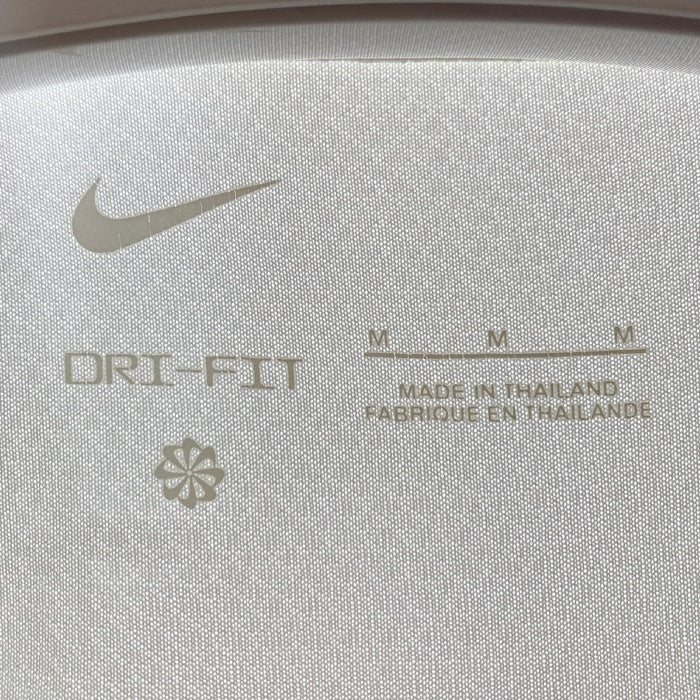 DRI-FIT
M M M
MADE IN THAILAND
FABRIQUE EN THAILANDE